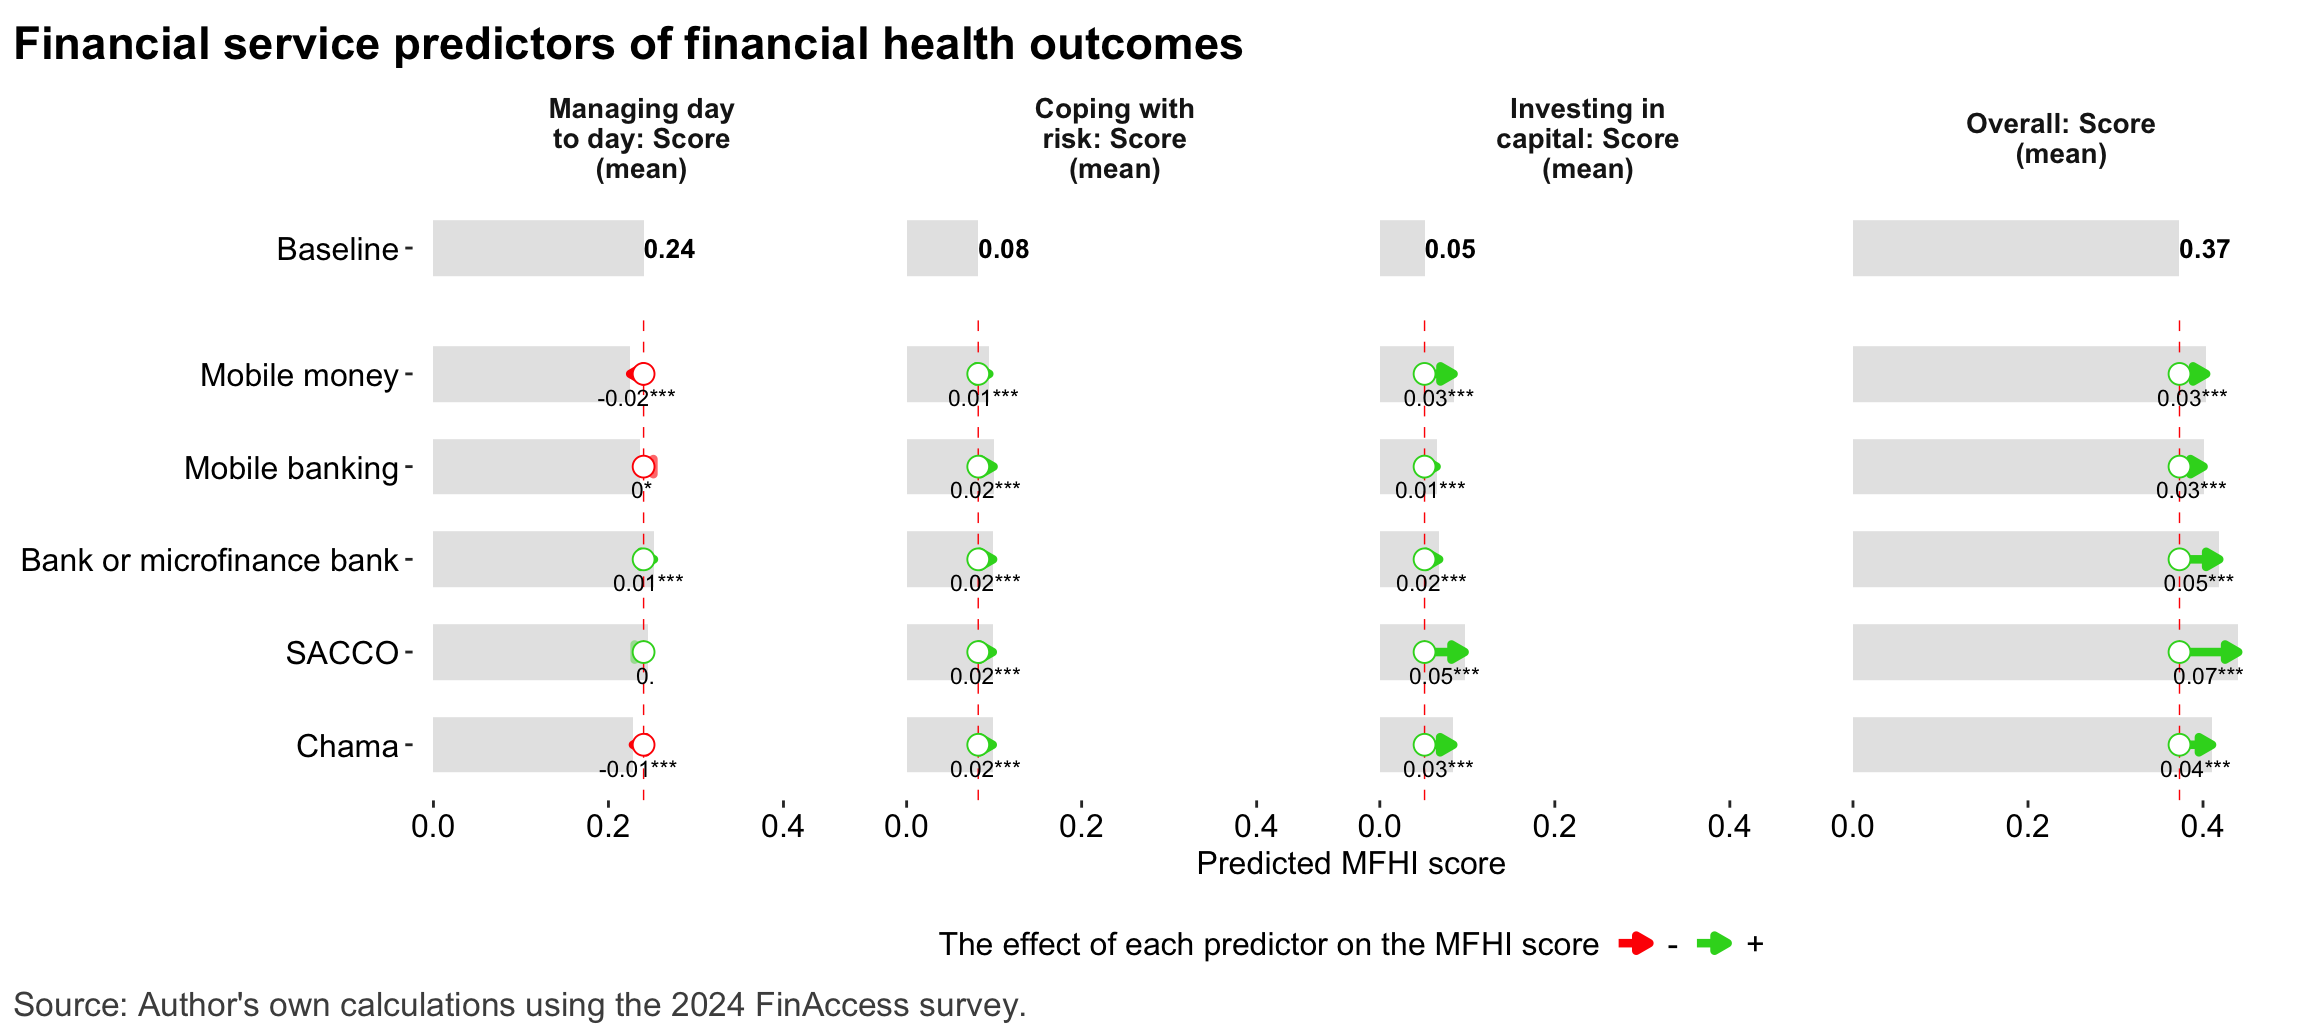 Financial service predictors of financial health outcomes
Managing day
to day: Score
(mean)
Coping with
risk: Score
(mean)
Investing in
capital: Score
(mean)
Overall: Score
(mean)
Baseline
0.24
0.08
0.05
0.37
Mobile money
-0.02***
0.01***
0.03***
0.03***
Mobile banking
0*
0.02***
0.01***
0.03***
Bank or microfinance bank
0.01***
0.02***
0.02***
0.05***
SACCO
0.
0.02***
0.05***
0.07***
Chama
-0.01***
0.02***
0.03***
0.04***
0.0 0.2 0.4
0.0 0.2 0.4
0.0 0.2 0.4
0.0 0.2 0.4
Predicted MFHI score
The effect of each predictor on the MFHI score - +
Source: Author's own calculations using the 2024 FinAccess survey.